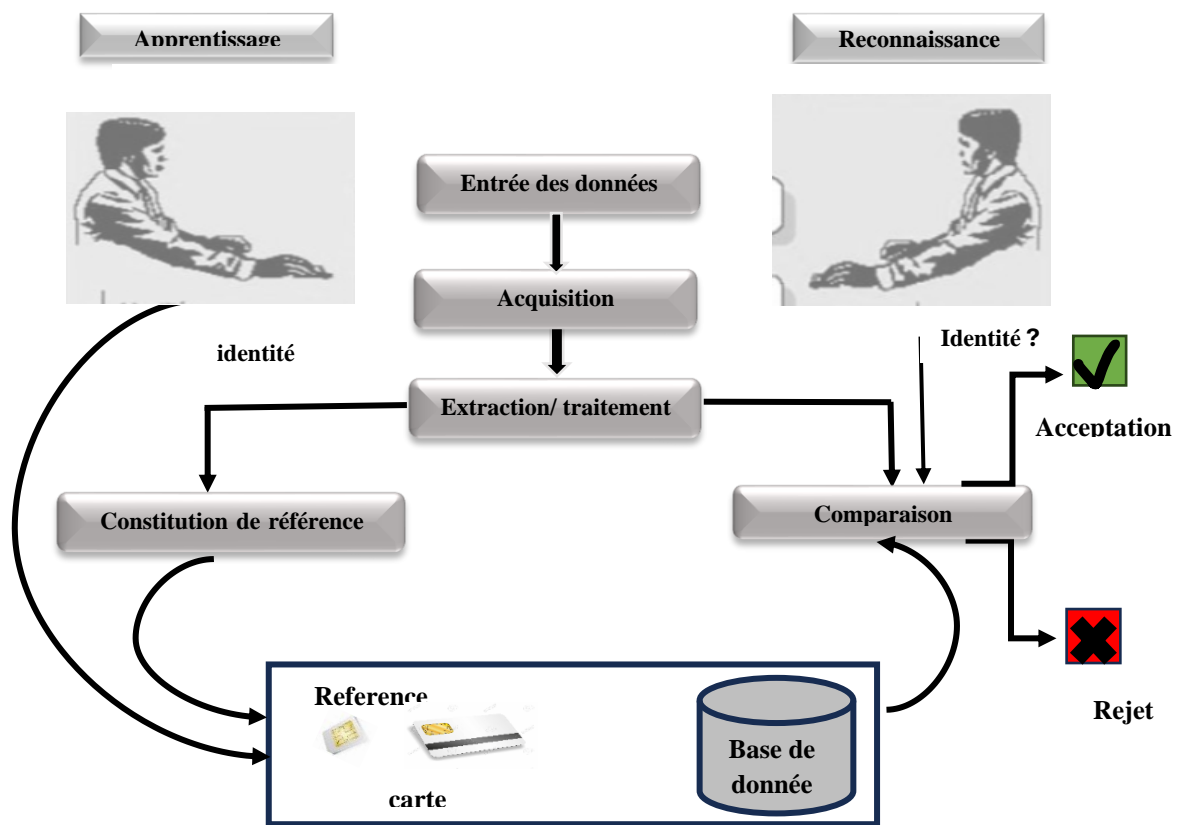 Apprentissage
Reconnaissance
Entrée des données
Acquisition
identité
Identité ?
Extraction/ traitement
Acceptation
Constitution de référence
Comparaison
Reférence
Rejet
Base de
donnée
carte